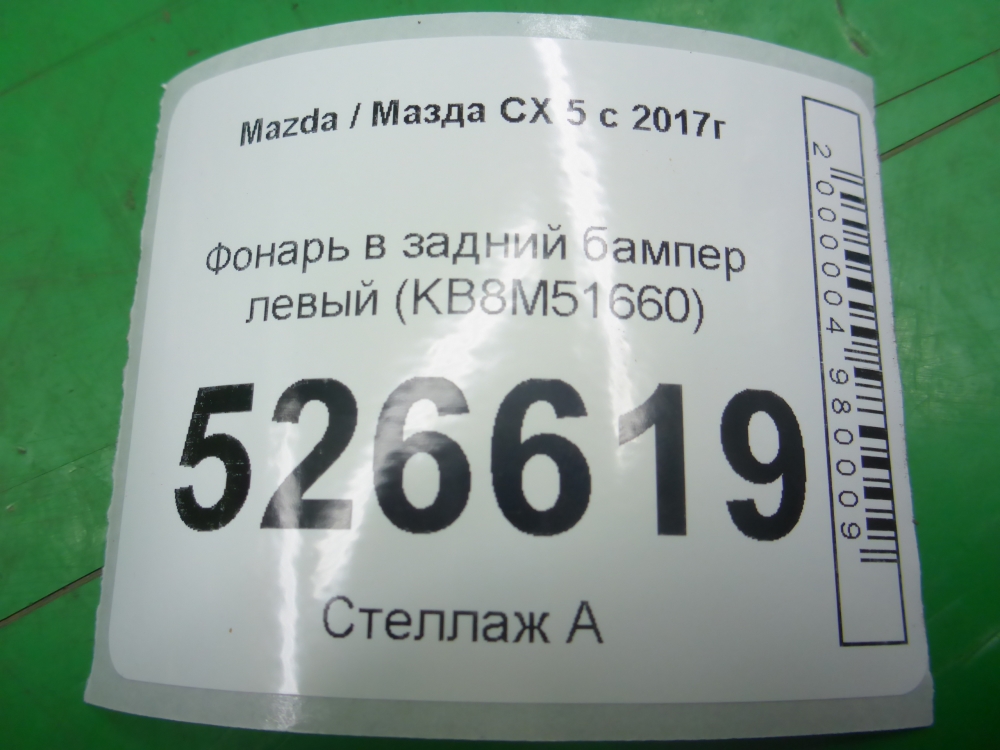 Mazda / Мазда CX 5 с 2017г
Фонарь в задний бампер
левый (KB8M51660)
526619
Стеллаж А
2000004980009